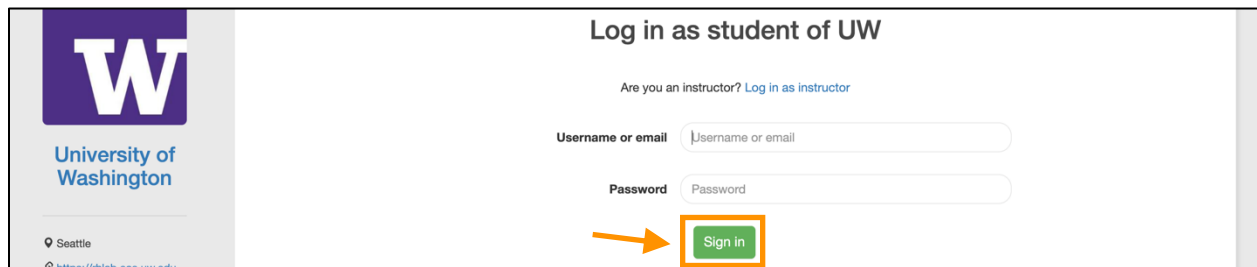 W
University of
Washington
Seattle
Log in as student of UW
Are you an instructor? Log in as instructor
Username or email Username or email
Password Password
Sign in